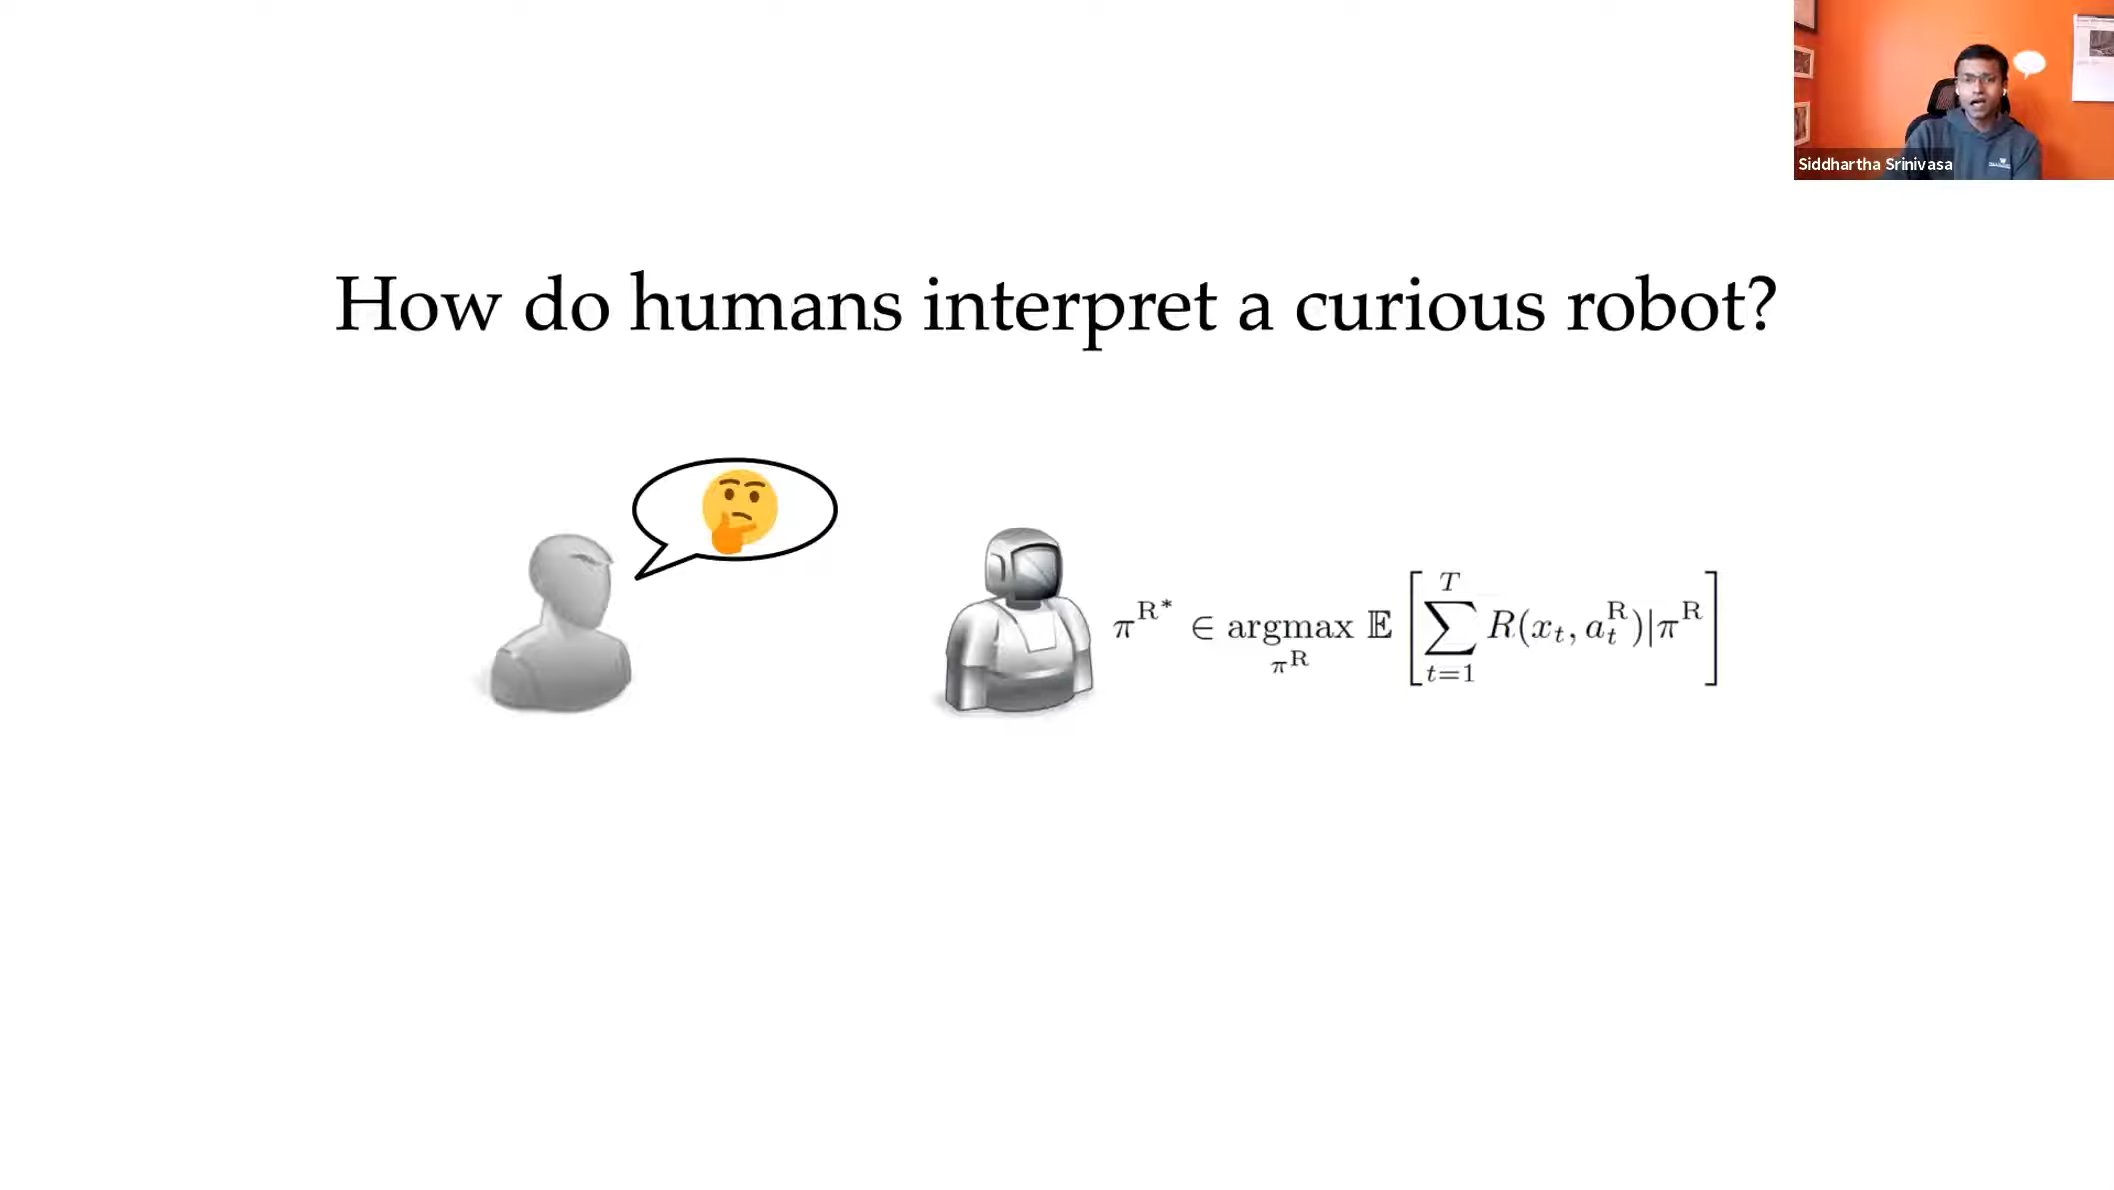 Siddhartha Srinivasa
How do humans interpret a curious robot?
π^{R*} ∈ argmax_{π^R} 𝔼 [ ∑_{t=1}^{T} R(x_t, a_t^R) | π^R ]